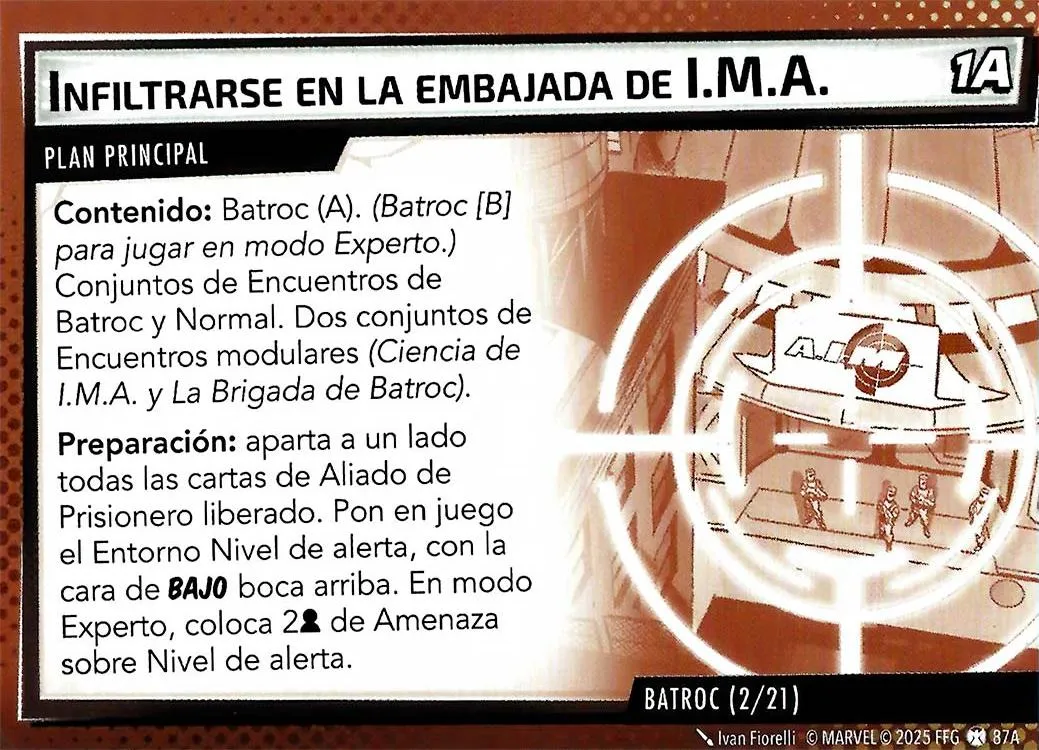 INFILTRARSE EN LA EMBAJADA DE I.M.A.
1A
PLAN PRINCIPAL
Contenido: Batroc (A). (Batroc [B]
para jugar en modo Experto.)
Conjuntos de Encuentros de
Batroc y Normal. Dos conjuntos de
Encuentros modulares (Ciencia de
I.M.A. y La Brigada de Batroc).
Preparación: aparta a un lado
todas las cartas de Aliado de
Prisionero liberado. Pon en juego
el Entorno Nivel de alerta, con la
cara de BAJO boca arriba. En modo
Experto, coloca 2 de Amenaza
sobre Nivel de alerta.
A.I.M.
BATROC (2/21)
Ivan Fiorelli © MARVEL © 2025 FFG 87A